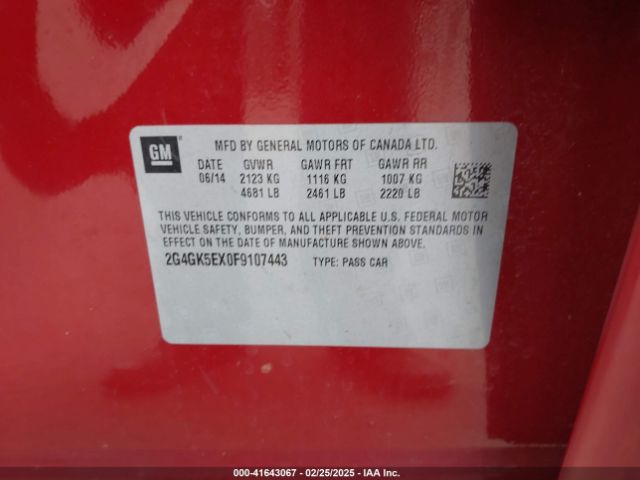 GM
MFD BY GENERAL MOTORS OF CANADA LTD.
DATE GVWR GAWR FRT GAWR RR
06/14 2123 KG 1116 KG 1007 KG
4681 LB 2461 LB 2220 LB
THIS VEHICLE CONFORMS TO ALL APPLICABLE U.S. FEDERAL MOTOR
VEHICLE SAFETY, BUMPER, AND THEFT PREVENTION STANDARDS
IN EFFECT ON THE DATE OF MANUFACTURE SHOWN ABOVE.
2G4GK5EX0F9107443 TYPE: PASS CAR
000-41643067 - 02/25/2025 - IAA Inc.